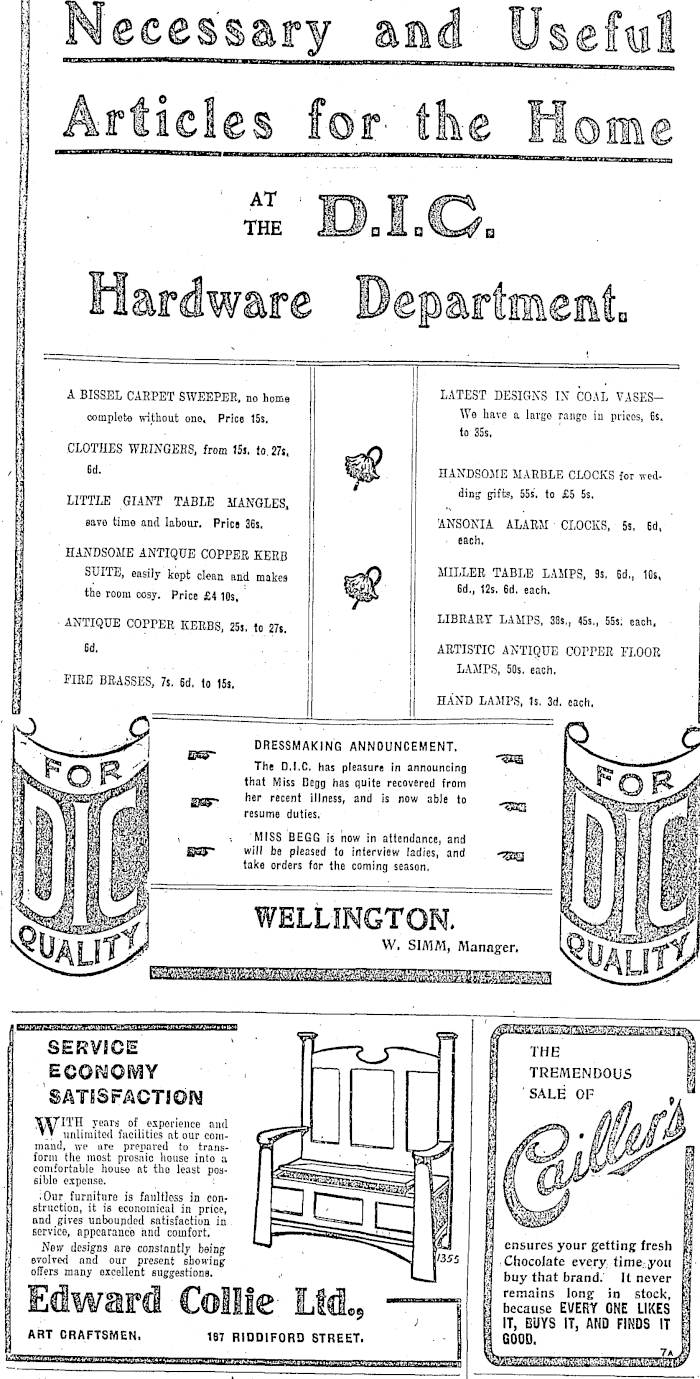 Necessary and Useful
Articles for the Home
AT
THE
D.I.C.
Hardware Department.
A BISSEL CARPET SWEEPER, no home
complete without one. Price 15s.
CLOTHES WRINGERS, from 15s. to 27s.
6d.
LITTLE GIANT TABLE MANGLES,
save time and labour. Price 36s.
HANDSOME ANTIQUE COPPER KERB
SUITE, easily kept clean and makes
the room cosy. Price £4 10s.
ANTIQUE COPPER KERBS, 25s. to 27s.
6d.
FIRE BRASSES, 7s. 6d. to 15s.
LATEST DESIGNS IN COAL VASES—
We have a large range in prices, 6s.
to 35s.
HANDSOME MARBLE CLOCKS for wed-
ding gifts, 55s. to £5 5s.
ANSONIA ALARM CLOCKS, 5s. 6d.
each.
MILLER TABLE LAMPS, 9s. 6d., 10s.
6d., 12s. 6d. each.
LIBRARY LAMPS, 38s., 45s., 55s. each.
ARTISTIC ANTIQUE COPPER FLOOR
LAMPS, 50s. each.
HAND LAMPS, 1s. 3d. each.
FOR
DIC
QUALITY
DRESSMAKING ANNOUNCEMENT.
The D.I.C. has pleasure in announcing
that Miss Begg has quite recovered from
her recent illness, and is now able to
resume duties.
MISS BEGG is now in attendance, and
will be pleased to interview ladies, and
take orders for the coming season.
WELLINGTON.
W. SIMM, Manager.
FOR
DIC
QUALITY
SERVICE
ECONOMY
SATISFACTION
WITH years of experience and
unlimited facilities at our com-
mand, we are prepared to trans-
form the most prosaic house into a
comfortable house at the least pos-
sible expense.
Our furniture is faultless in con-
struction, it is economical in price,
and gives unbounded satisfaction in
service, appearance and comfort.
New designs are constantly being
evolved and our present showing
offers many excellent suggestions.
1355
Edward Collie Ltd.,
ART CRAFTSMEN. 197 RIDDIFORD STREET.
THE
TREMENDOUS
SALE OF
Cailler's
ensures your getting fresh
Chocolate every time you
buy that brand. It never
remains long in stock,
because EVERY ONE LIKES
IT, BUYS IT, AND FINDS IT
GOOD.
7A